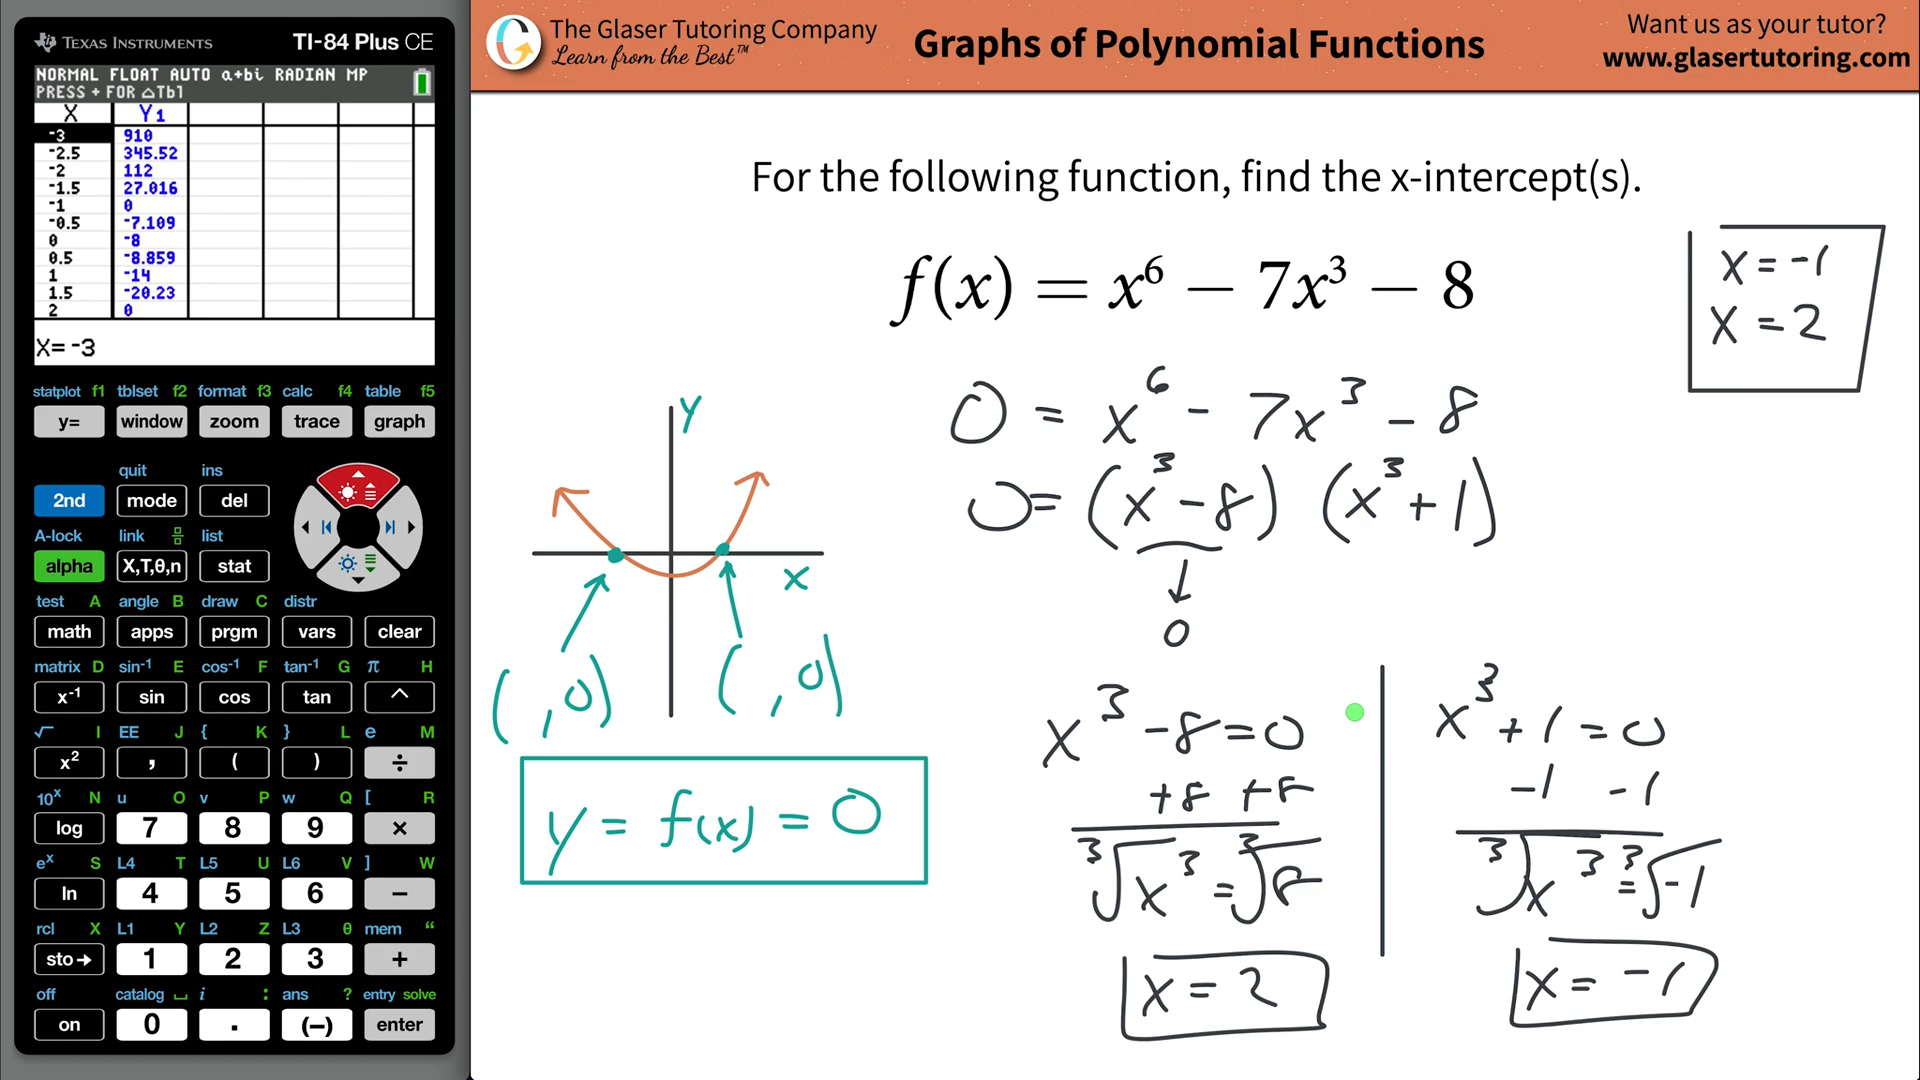 TEXAS INSTRUMENTS TI-84 Plus CE
NORMAL FLOAT AUTO a+bi RADIAN MP
PRESS + FOR △Tbl
X Y1
-3 910
-2.5 345.52
-2 112
-1.5 27.016
-1 0
-0.5 -7.109
0 -8
0.5 -8.859
1 -14
1.5 -20.23
2 0
X= -3
statplot f1 tblset f2 format f3 calc f4 table f5
y= window zoom trace graph
quit ins
2nd mode del
A-lock link list
alpha X,T,θ,n stat
test A angle B draw C distr
math apps prgm vars clear
matrix D sin⁻¹ E cos⁻¹ F tan⁻¹ G π H
x⁻¹ sin cos tan ^
√ I EE J { K } L e M
x² , ( ) ÷
10ˣ N u O v P w Q [ R
log 7 8 9 ×
eˣ S L4 T L5 U L6 V ] W
ln 4 5 6 −
rcl X L1 Y L2 Z L3 θ mem “
sto→ 1 2 3 +
off catalog ␣ i : ans ? entry solve
on 0 . (−) enter
The Glaser Tutoring Company
Learn from the Best™
Graphs of Polynomial Functions
Want us as your tutor?
www.glasertutoring.com
For the following function, find the x-intercept(s).
f(x) = x⁶ − 7x³ − 8
x = -1
x = 2
0 = x⁶ - 7x³ - 8
0 = (x³ - 8) (x³ + 1)
0
y
x
( , 0) ( , 0)
y = f(x) = 0
x³ - 8 = 0
+8 +8
³√x³ = ³√8
x = 2
x³ + 1 = 0
-1 -1
³√x³ = ³√-1
x = -1